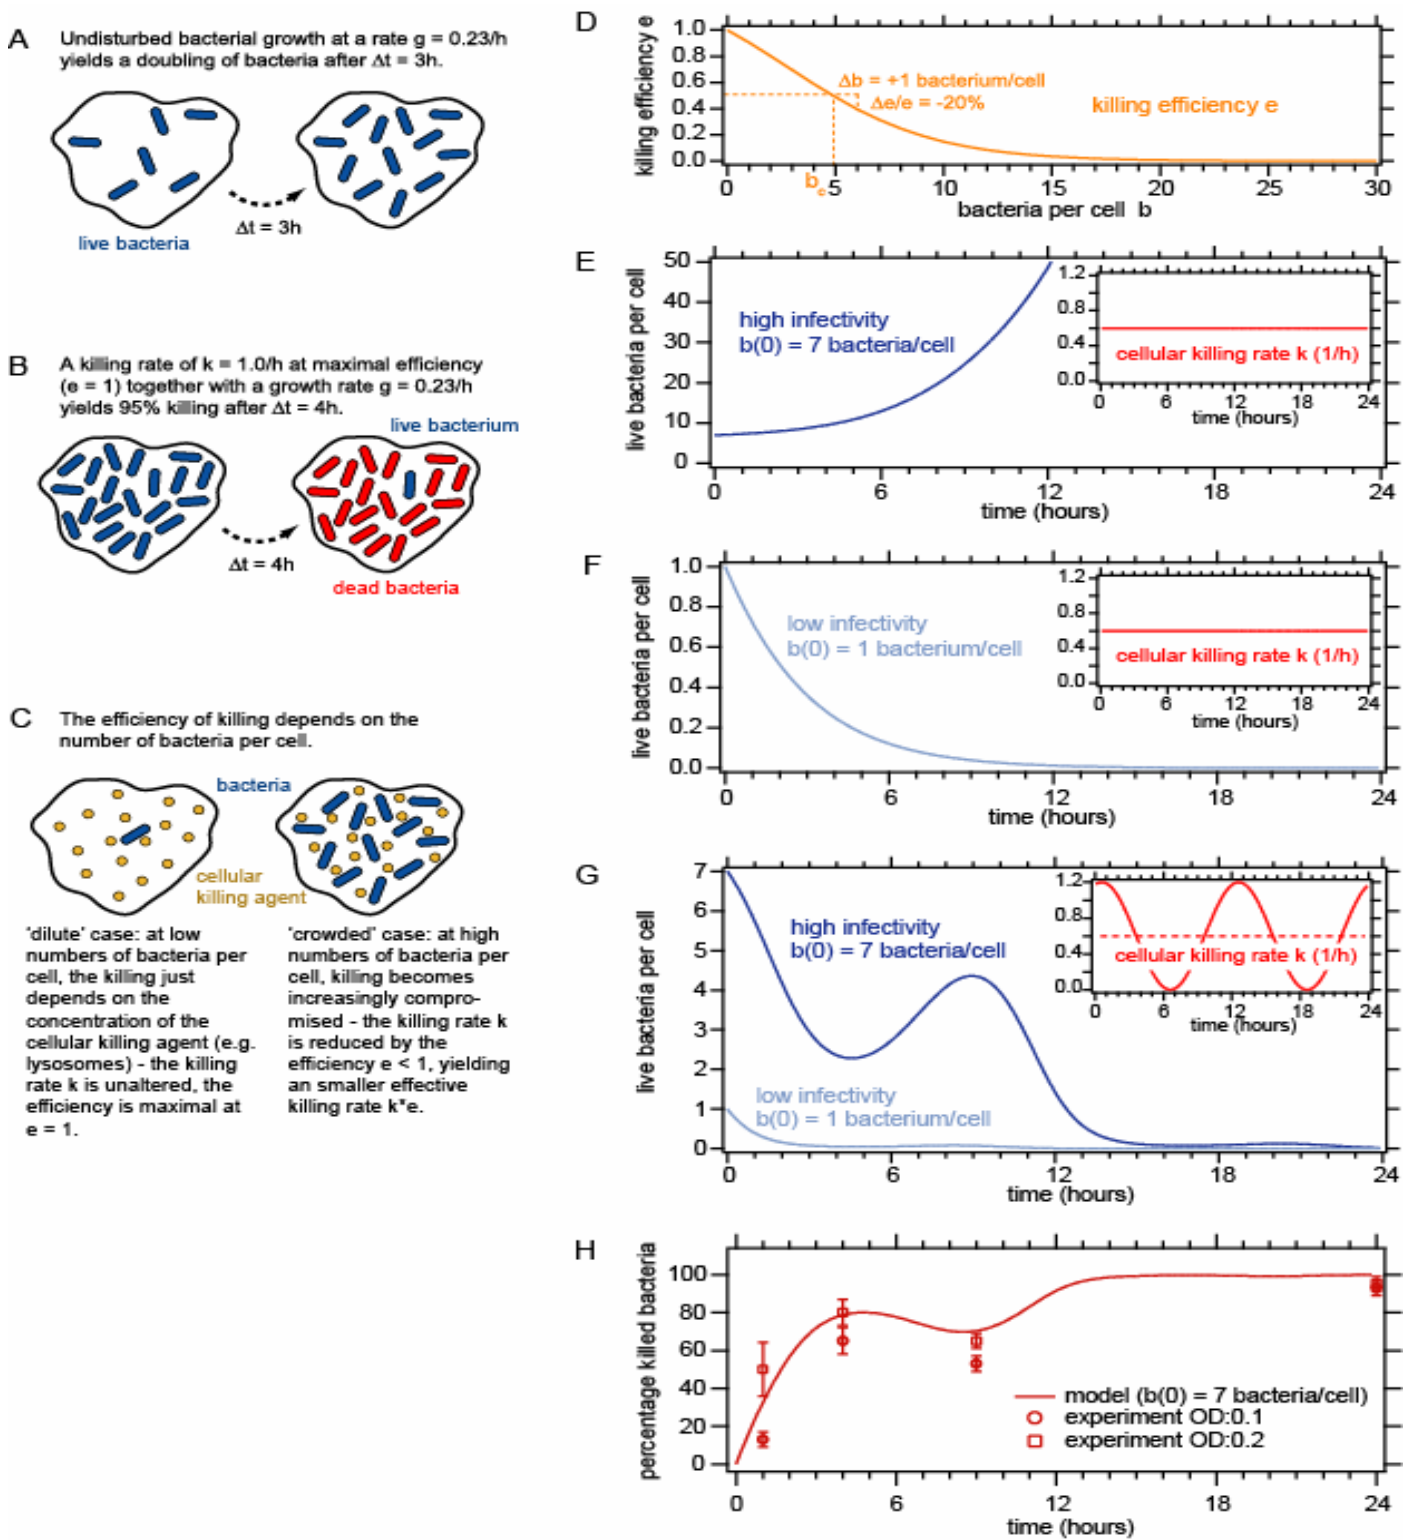 A
Undisturbed bacterial growth at a rate g = 0.23/h
yields a doubling of bacteria after Δt = 3h.
live bacteria
Δt = 3h
B
A killing rate of k = 1.0/h at maximal efficiency
(e = 1) together with a growth rate g = 0.23/h
yields 95% killing after Δt = 4h.
live bacterium
Δt = 4h
dead bacteria
C
The efficiency of killing depends on the
number of bacteria per cell.
bacteria
cellular
killing agent
'dilute' case: at low
numbers of bacteria per
cell, the killing just
depends on the
concentration of the
cellular killing agent (e.g.
lysosomes) - the killing
rate k is unaltered, the
efficiency is maximal at
e = 1.
'crowded' case: at high
numbers of bacteria per
cell, killing becomes
increasingly compro-
mised - the killing rate k
is reduced by the
efficiency e < 1, yielding
an smaller effective
killing rate k*e.
D
killing efficiency e
1.0
0.8
0.6
0.4
0.2
0.0
Δb = +1 bacterium/cell
Δe/e = -20%
killing efficiency e
bc
0 5 10 15 20 25 30
bacteria per cell b
E
live bacteria per cell
50
40
30
20
10
0
high infectivity
b(0) = 7 bacteria/cell
1.2
0.8
0.4
0.0
cellular killing rate k (1/h)
0 6 12 18 24
time (hours)
0 6 12 18 24
time (hours)
F
live bacteria per cell
1.0
0.8
0.6
0.4
0.2
0.0
low infectivity
b(0) = 1 bacterium/cell
1.2
0.8
0.4
0.0
cellular killing rate k (1/h)
0 6 12 18 24
time (hours)
0 6 12 18 24
time (hours)
G
live bacteria per cell
7
6
5
4
3
2
1
0
high infectivity
b(0) = 7 bacteria/cell
low infectivity
b(0) = 1 bacterium/cell
1.2
0.8
0.4
0.0
cellular killing rate k (1/h)
0 6 12 18 24
time (hours)
0 6 12 18 24
time (hours)
H
percentage killed bacteria
100
80
60
40
20
0
model (b(0) = 7 bacteria/cell)
experiment OD:0.1
experiment OD:0.2
0 6 12 18 24
time (hours)